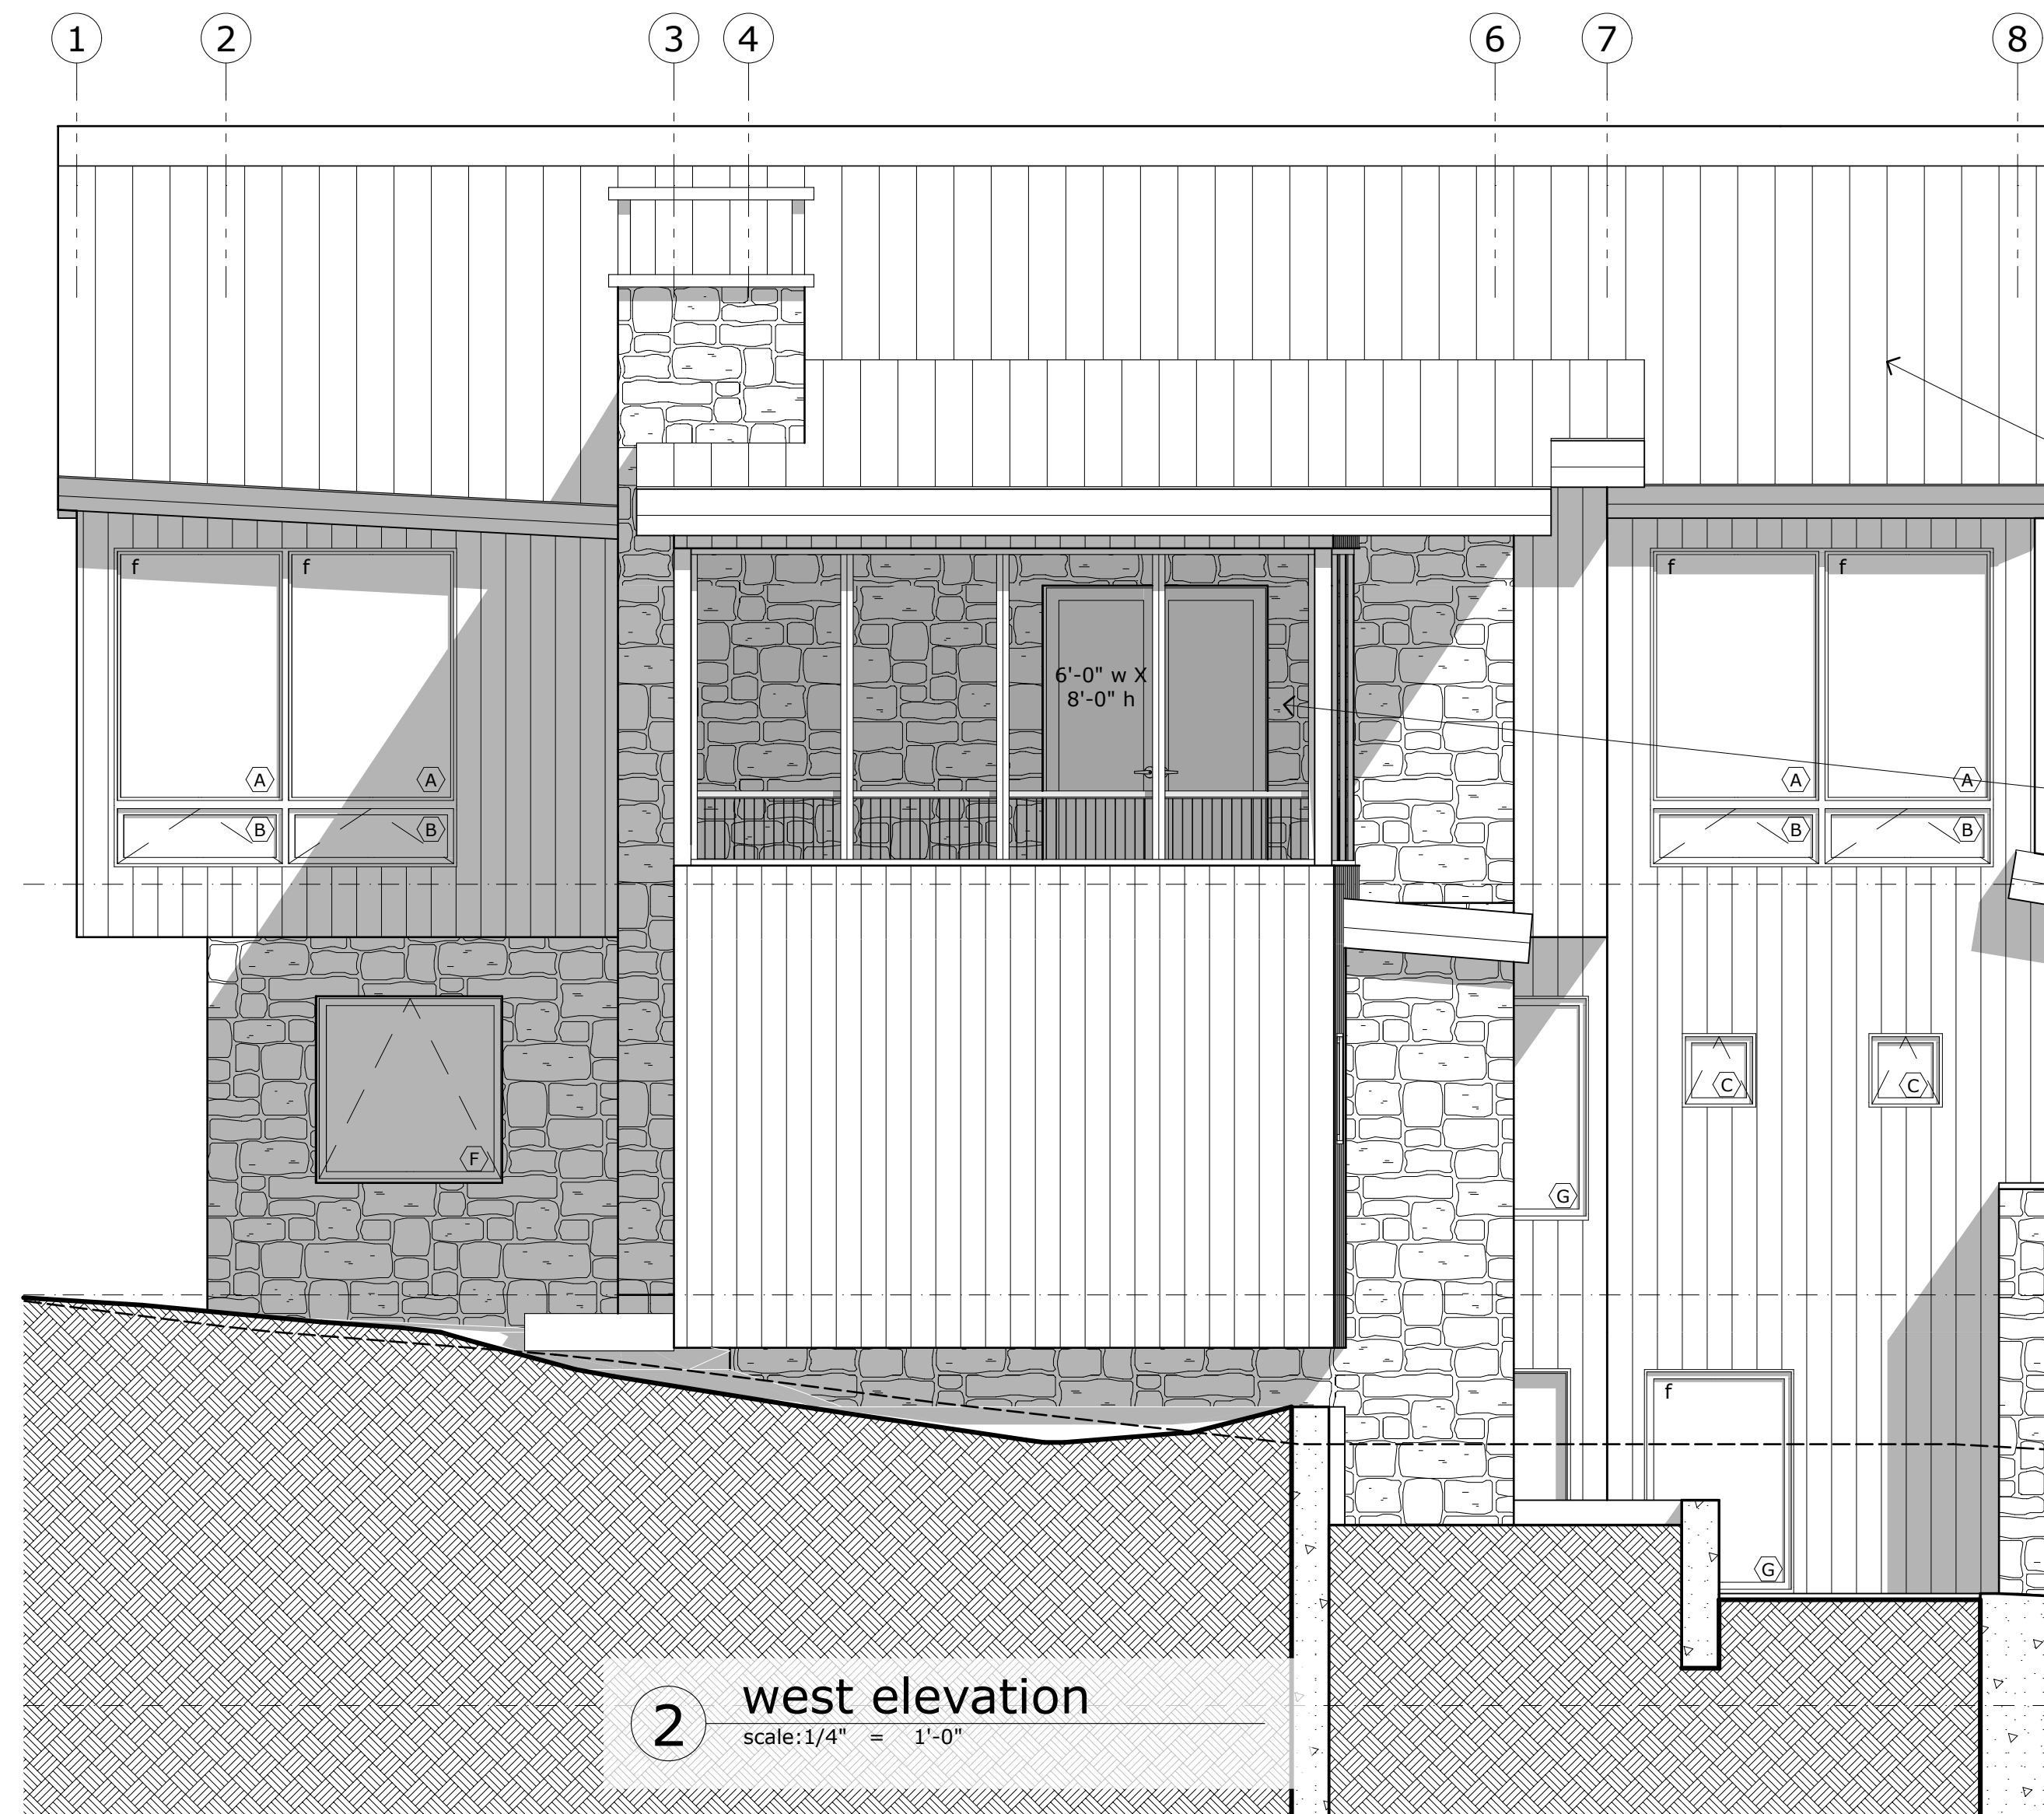 1 2 3 4 6 7 8
f f f f
6'-0" w X
8'-0" h
A A A A
B B B B
C C
F
G
f
G
2 west elevation
scale:1/4" = 1'-0"